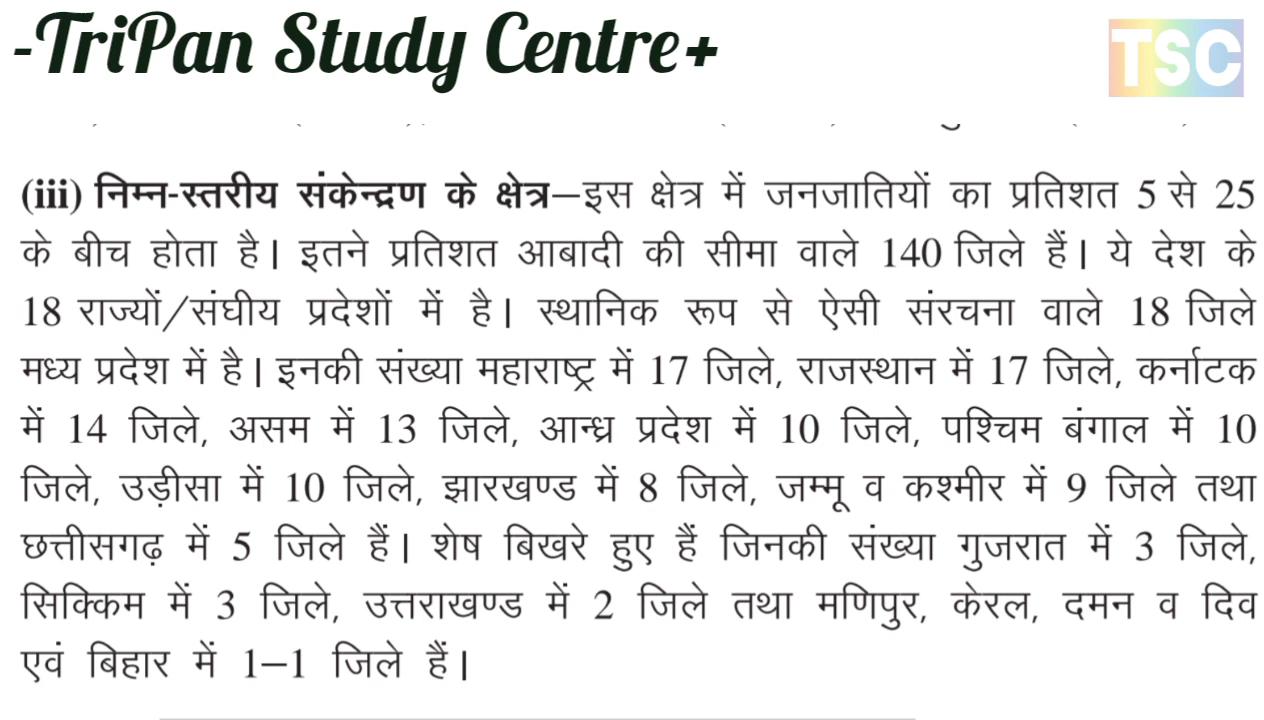 -TriPan Study Centre+
TSC
(iii) निम्न-स्तरीय संकेन्द्रण के क्षेत्र—इस क्षेत्र में जनजातियों का प्रतिशत 5 से 25
के बीच होता है। इतने प्रतिशत आबादी की सीमा वाले 140 जिले हैं। ये देश के
18 राज्यों/संघीय प्रदेशों में है। स्थानिक रूप से ऐसी संरचना वाले 18 जिले
मध्य प्रदेश में है। इनकी संख्या महाराष्ट्र में 17 जिले, राजस्थान में 17 जिले, कर्नाटक
में 14 जिले, असम में 13 जिले, आन्ध्र प्रदेश में 10 जिले, पश्चिम बंगाल में 10
जिले, उड़ीसा में 10 जिले, झारखण्ड में 8 जिले, जम्मू व कश्मीर में 9 जिले तथा
छत्तीसगढ़ में 5 जिले हैं। शेष बिखरे हुए हैं जिनकी संख्या गुजरात में 3 जिले,
सिक्किम में 3 जिले, उत्तराखण्ड में 2 जिले तथा मणिपुर, केरल, दमन व दिव
एवं बिहार में 1—1 जिले हैं।